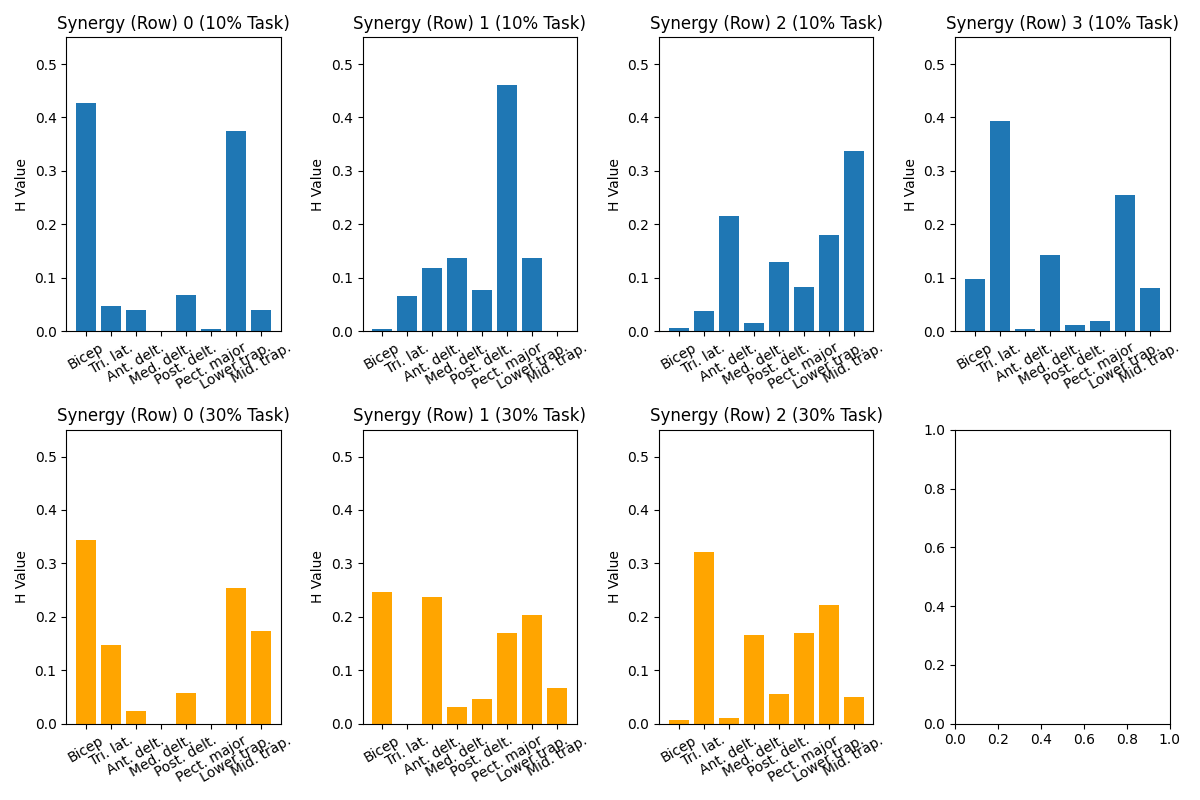 Synergy (Row) 0 (10% Task)
Synergy (Row) 1 (10% Task)
Synergy (Row) 2 (10% Task)
Synergy (Row) 3 (10% Task)
H Value
0.5
0.4
0.3
0.2
0.1
0.0
Bicep
Tri. lat.
Ant. delt.
Med. delt.
Post. delt.
Pect. major
Lower trap.
Mid. trap.
H Value
0.5
0.4
0.3
0.2
0.1
0.0
Bicep
Tri. lat.
Ant. delt.
Med. delt.
Post. delt.
Pect. major
Lower trap.
Mid. trap.
H Value
0.5
0.4
0.3
0.2
0.1
0.0
Bicep
Tri. lat.
Ant. delt.
Med. delt.
Post. delt.
Pect. major
Lower trap.
Mid. trap.
H Value
0.5
0.4
0.3
0.2
0.1
0.0
Bicep
Tri. lat.
Ant. delt.
Med. delt.
Post. delt.
Pect. major
Lower trap.
Mid. trap.
Synergy (Row) 0 (30% Task)
Synergy (Row) 1 (30% Task)
Synergy (Row) 2 (30% Task)
H Value
0.5
0.4
0.3
0.2
0.1
0.0
Bicep
Tri. lat.
Ant. delt.
Med. delt.
Post. delt.
Pect. major
Lower trap.
Mid. trap.
H Value
0.5
0.4
0.3
0.2
0.1
0.0
Bicep
Tri. lat.
Ant. delt.
Med. delt.
Post. delt.
Pect. major
Lower trap.
Mid. trap.
H Value
0.5
0.4
0.3
0.2
0.1
0.0
Bicep
Tri. lat.
Ant. delt.
Med. delt.
Post. delt.
Pect. major
Lower trap.
Mid. trap.
1.0
0.8
0.6
0.4
0.2
0.0
0.0 0.2 0.4 0.6 0.8 1.0